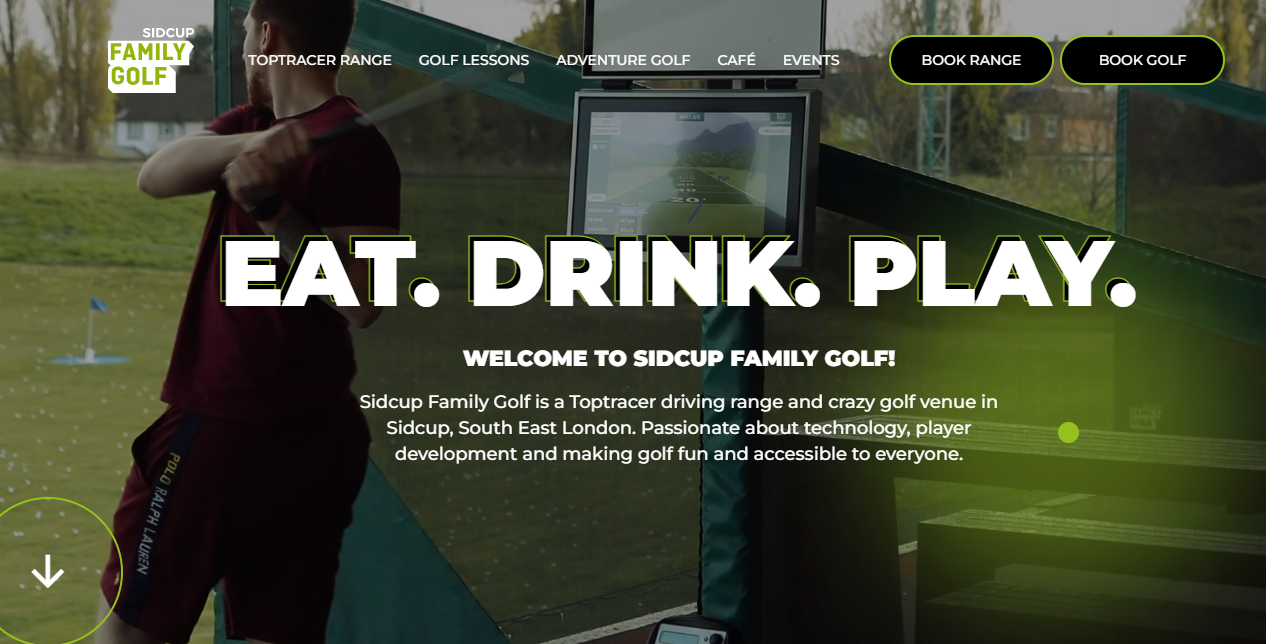 SIDCUP
FAMILY
GOLF
TOPTRACER RANGE
GOLF LESSONS
ADVENTURE GOLF
CAFÉ
EVENTS
BOOK RANGE
BOOK GOLF
20
EAT. DRINK. PLAY.
WELCOME TO SIDCUP FAMILY GOLF!
Sidcup Family Golf is a Toptracer driving range and crazy golf venue in
Sidcup, South East London. Passionate about technology, player
development and making golf fun and accessible to everyone.
POLO RALPH LAUREN